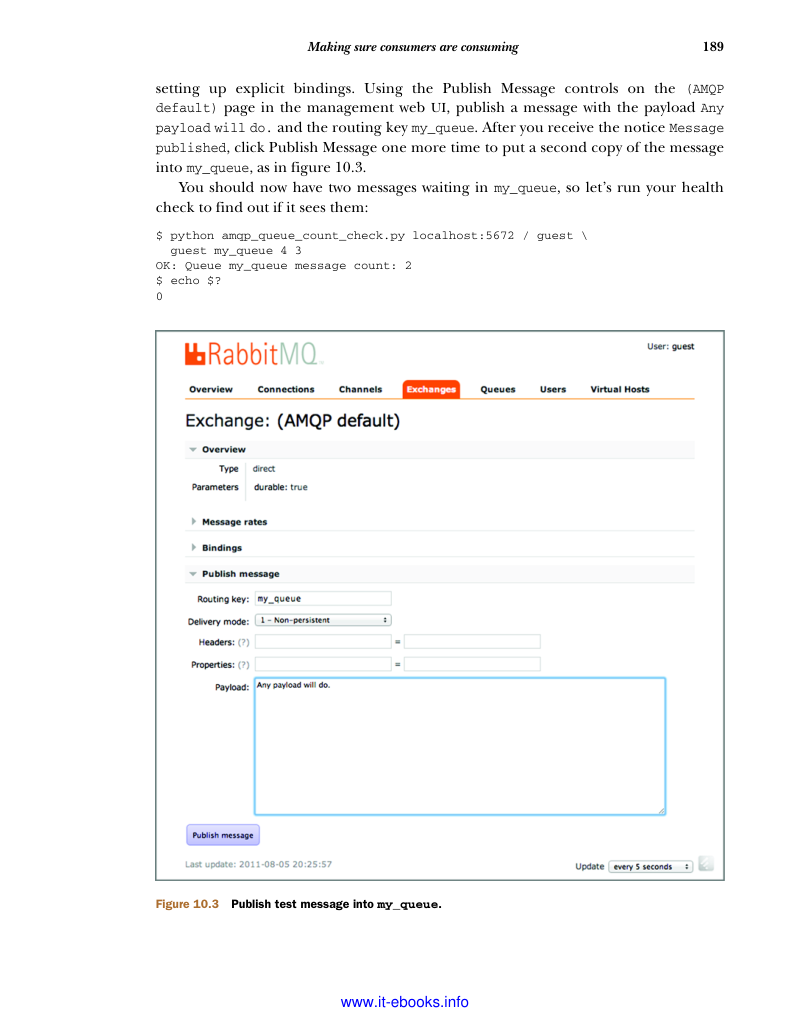 Making sure consumers are consuming 189
setting up explicit bindings. Using the Publish Message controls on the (AMQP
default) page in the management web UI, publish a message with the payload Any
payload will do. and the routing key my_queue. After you receive the notice Message
published, click Publish Message one more time to put a second copy of the message
into my_queue, as in figure 10.3.
You should now have two messages waiting in my_queue, so let's run your health
check to find out if it sees them:
$ python amqp_queue_count_check.py localhost:5672 / guest \
guest my_queue 4 3
OK: Queue my_queue message count: 2
$ echo $?
0
RabbitMQ
User: guest
Overview Connections Channels Exchanges Queues Users Virtual Hosts
Exchange: (AMQP default)
Overview
Type direct
Parameters durable: true
Message rates
Bindings
Publish message
Routing key: my_queue
Delivery mode: 1 - Non-persistent
Headers: (?) =
Properties: (?) =
Payload: Any payload will do.
Publish message
Last update: 2011-08-05 20:25:57 Update every 5 seconds
Figure 10.3 Publish test message into my_queue.
www.it-ebooks.info